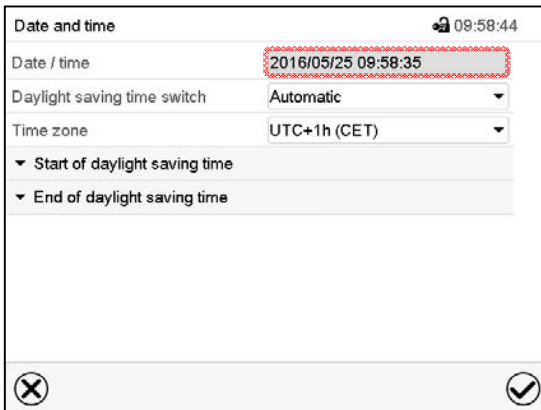 Date and time 09:58:44
Date / time 2016/05/25 09:58:35
Daylight saving time switch Automatic
Time zone UTC+1h (CET)
Start of daylight saving time
End of daylight saving time